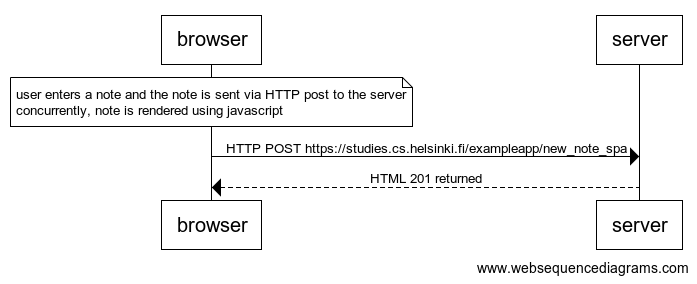 browser
server
user enters a note and the note is sent via HTTP post to the server
concurrently, note is rendered using javascript
HTTP POST https://studies.cs.helsinki.fi/exampleapp/new_note_spa
HTML 201 returned
browser
server
www.websequencediagrams.com